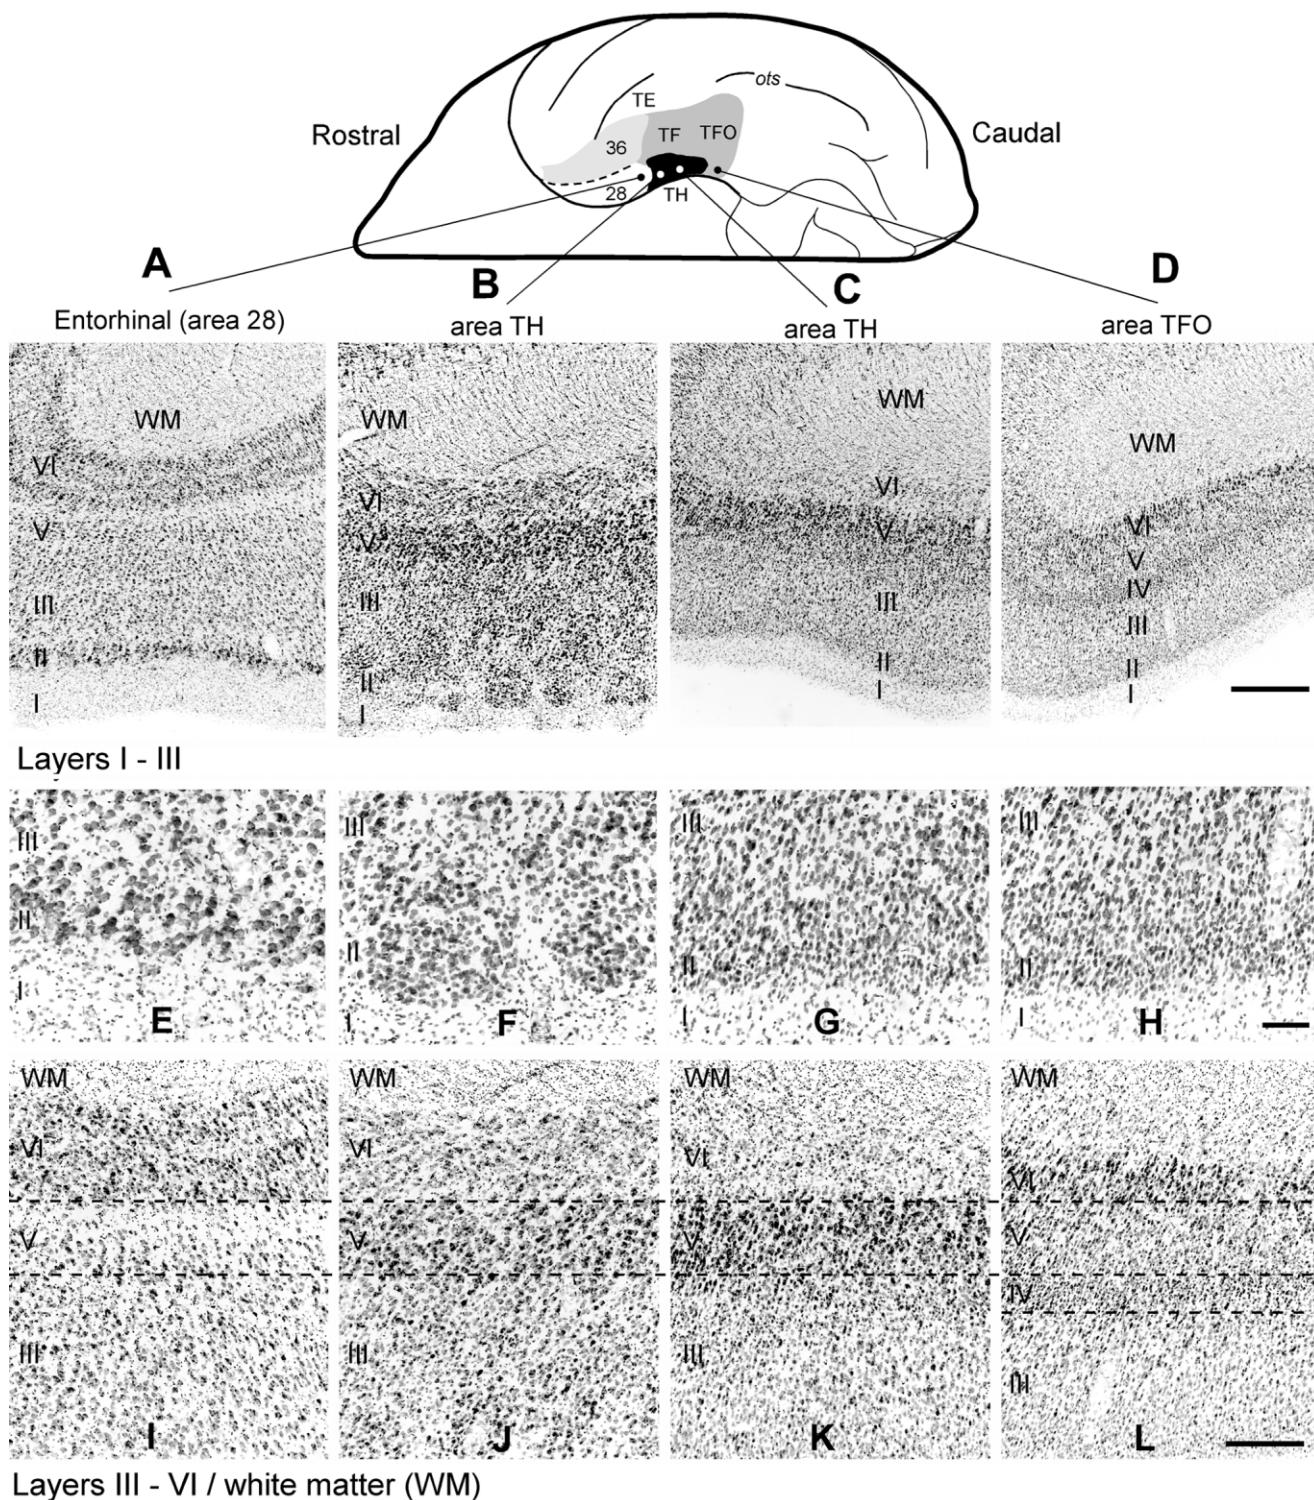 ots
TE
Rostral
TF
TFO
Caudal
36
28
TH
A
B
C
D
Entorhinal (area 28)
area TH
area TH
area TFO
WM
VI
V
III
II
I
WM
VI
V
III
II
I
WM
VI
V
III
II
I
WM
VI
V
IV
III
II
I
Layers I - III
III
II
I
E
III
II
I
F
III
II
I
G
III
II
I
H
WM
VI
V
III
I
WM
VI
V
III
J
WM
VI
V
III
K
WM
VI
V
IV
III
L
Layers III - VI / white matter (WM)